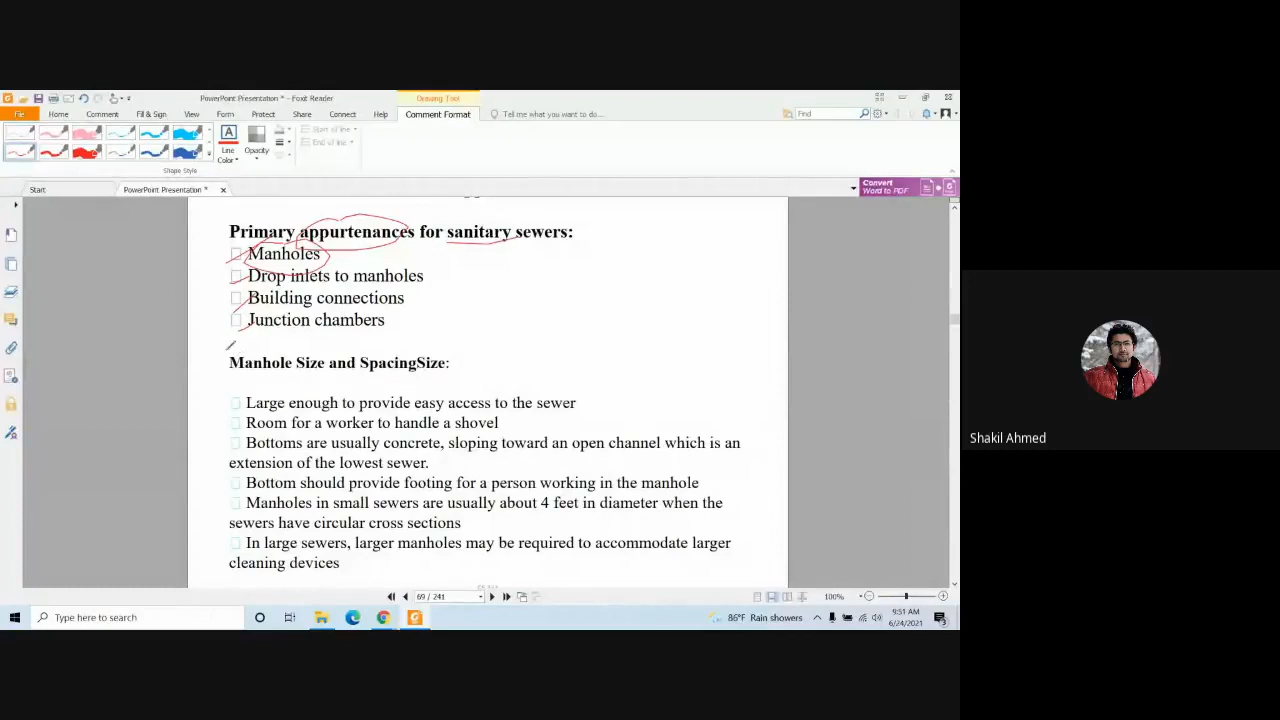 PowerPoint Presentation * - Foxit Reader
Drawing Tool
File Home Comment Fill & Sign View Form Protect Share Connect Help Comment Format Tell me what you want to do... Find
Start of line
End of line
Line Color
Opacity
Shape Style
Start PowerPoint Presentation *
Convert Word to PDF
Primary appurtenances for sanitary sewers:
Manholes
Drop inlets to manholes
Building connections
Junction chambers
Manhole Size and SpacingSize:
Large enough to provide easy access to the sewer
Room for a worker to handle a shovel
Bottoms are usually concrete, sloping toward an open channel which is an
extension of the lowest sewer.
Bottom should provide footing for a person working in the manhole
Manholes in small sewers are usually about 4 feet in diameter when the
sewers have circular cross sections
In large sewers, larger manholes may be required to accommodate larger
cleaning devices
69 / 241 100%
Type here to search 86°F Rain showers 9:51 AM
6/24/2021
3
Shakil Ahmed